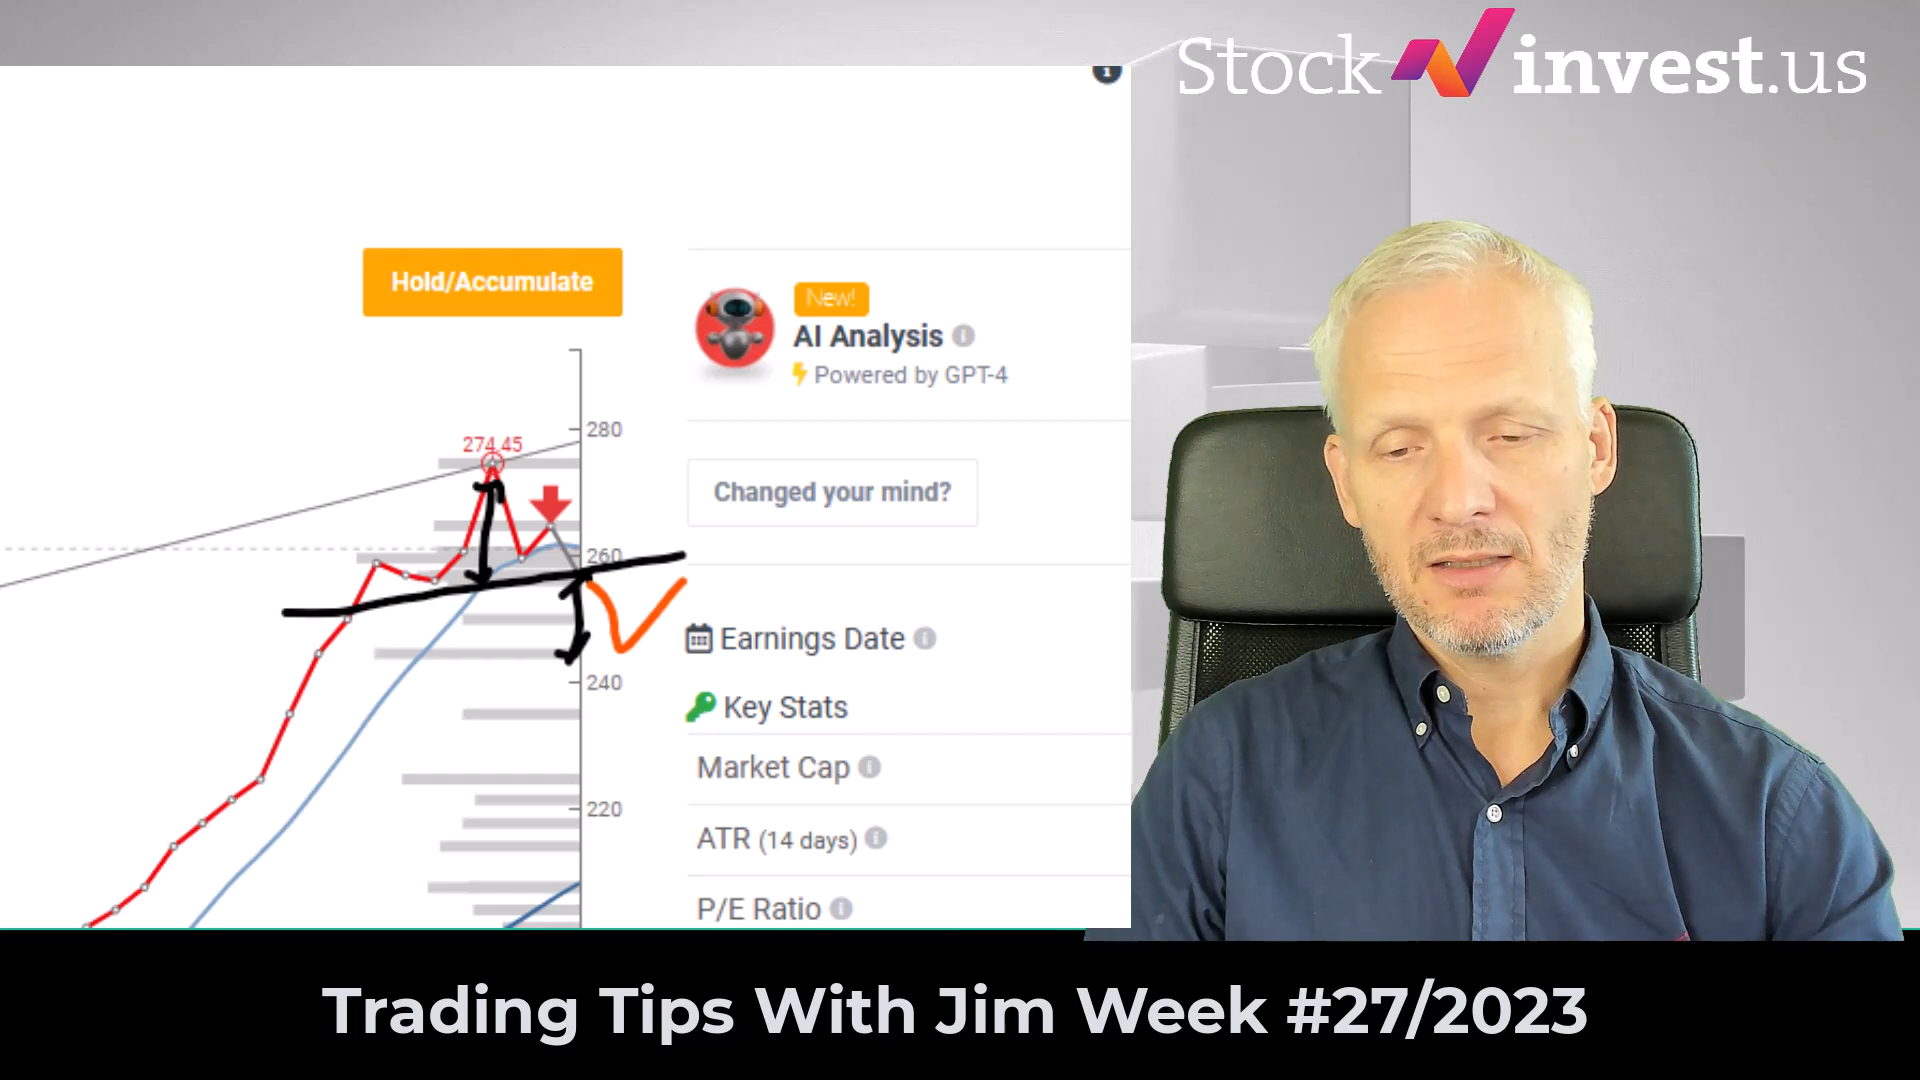 Stock invest.us
Hold/Accumulate
New!
AI Analysis
Powered by GPT-4
280
274.45
Changed your mind?
260
Earnings Date
240
Key Stats
Market Cap
220
ATR (14 days)
P/E Ratio
Trading Tips With Jim Week #27/2023